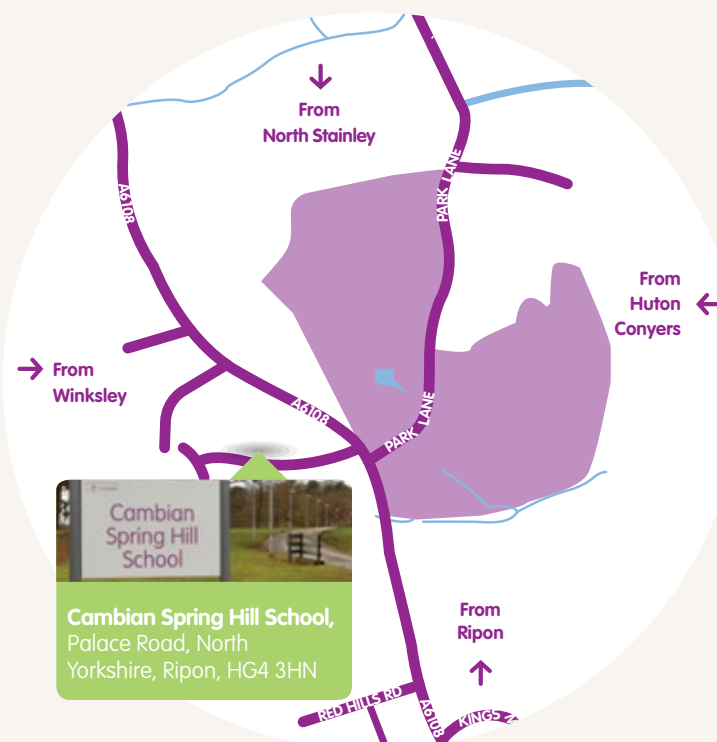 From
North Stainley
PARK LANE
A6108
From
Huton
Conyers
From
Winksley
A6108
PARK LANE
Cambian
Spring Hill
School
Cambian Spring Hill School,
Palace Road, North
Yorkshire, Ripon, HG4 3HN
From
Ripon
RED HILLS RD
A6108
KINGS